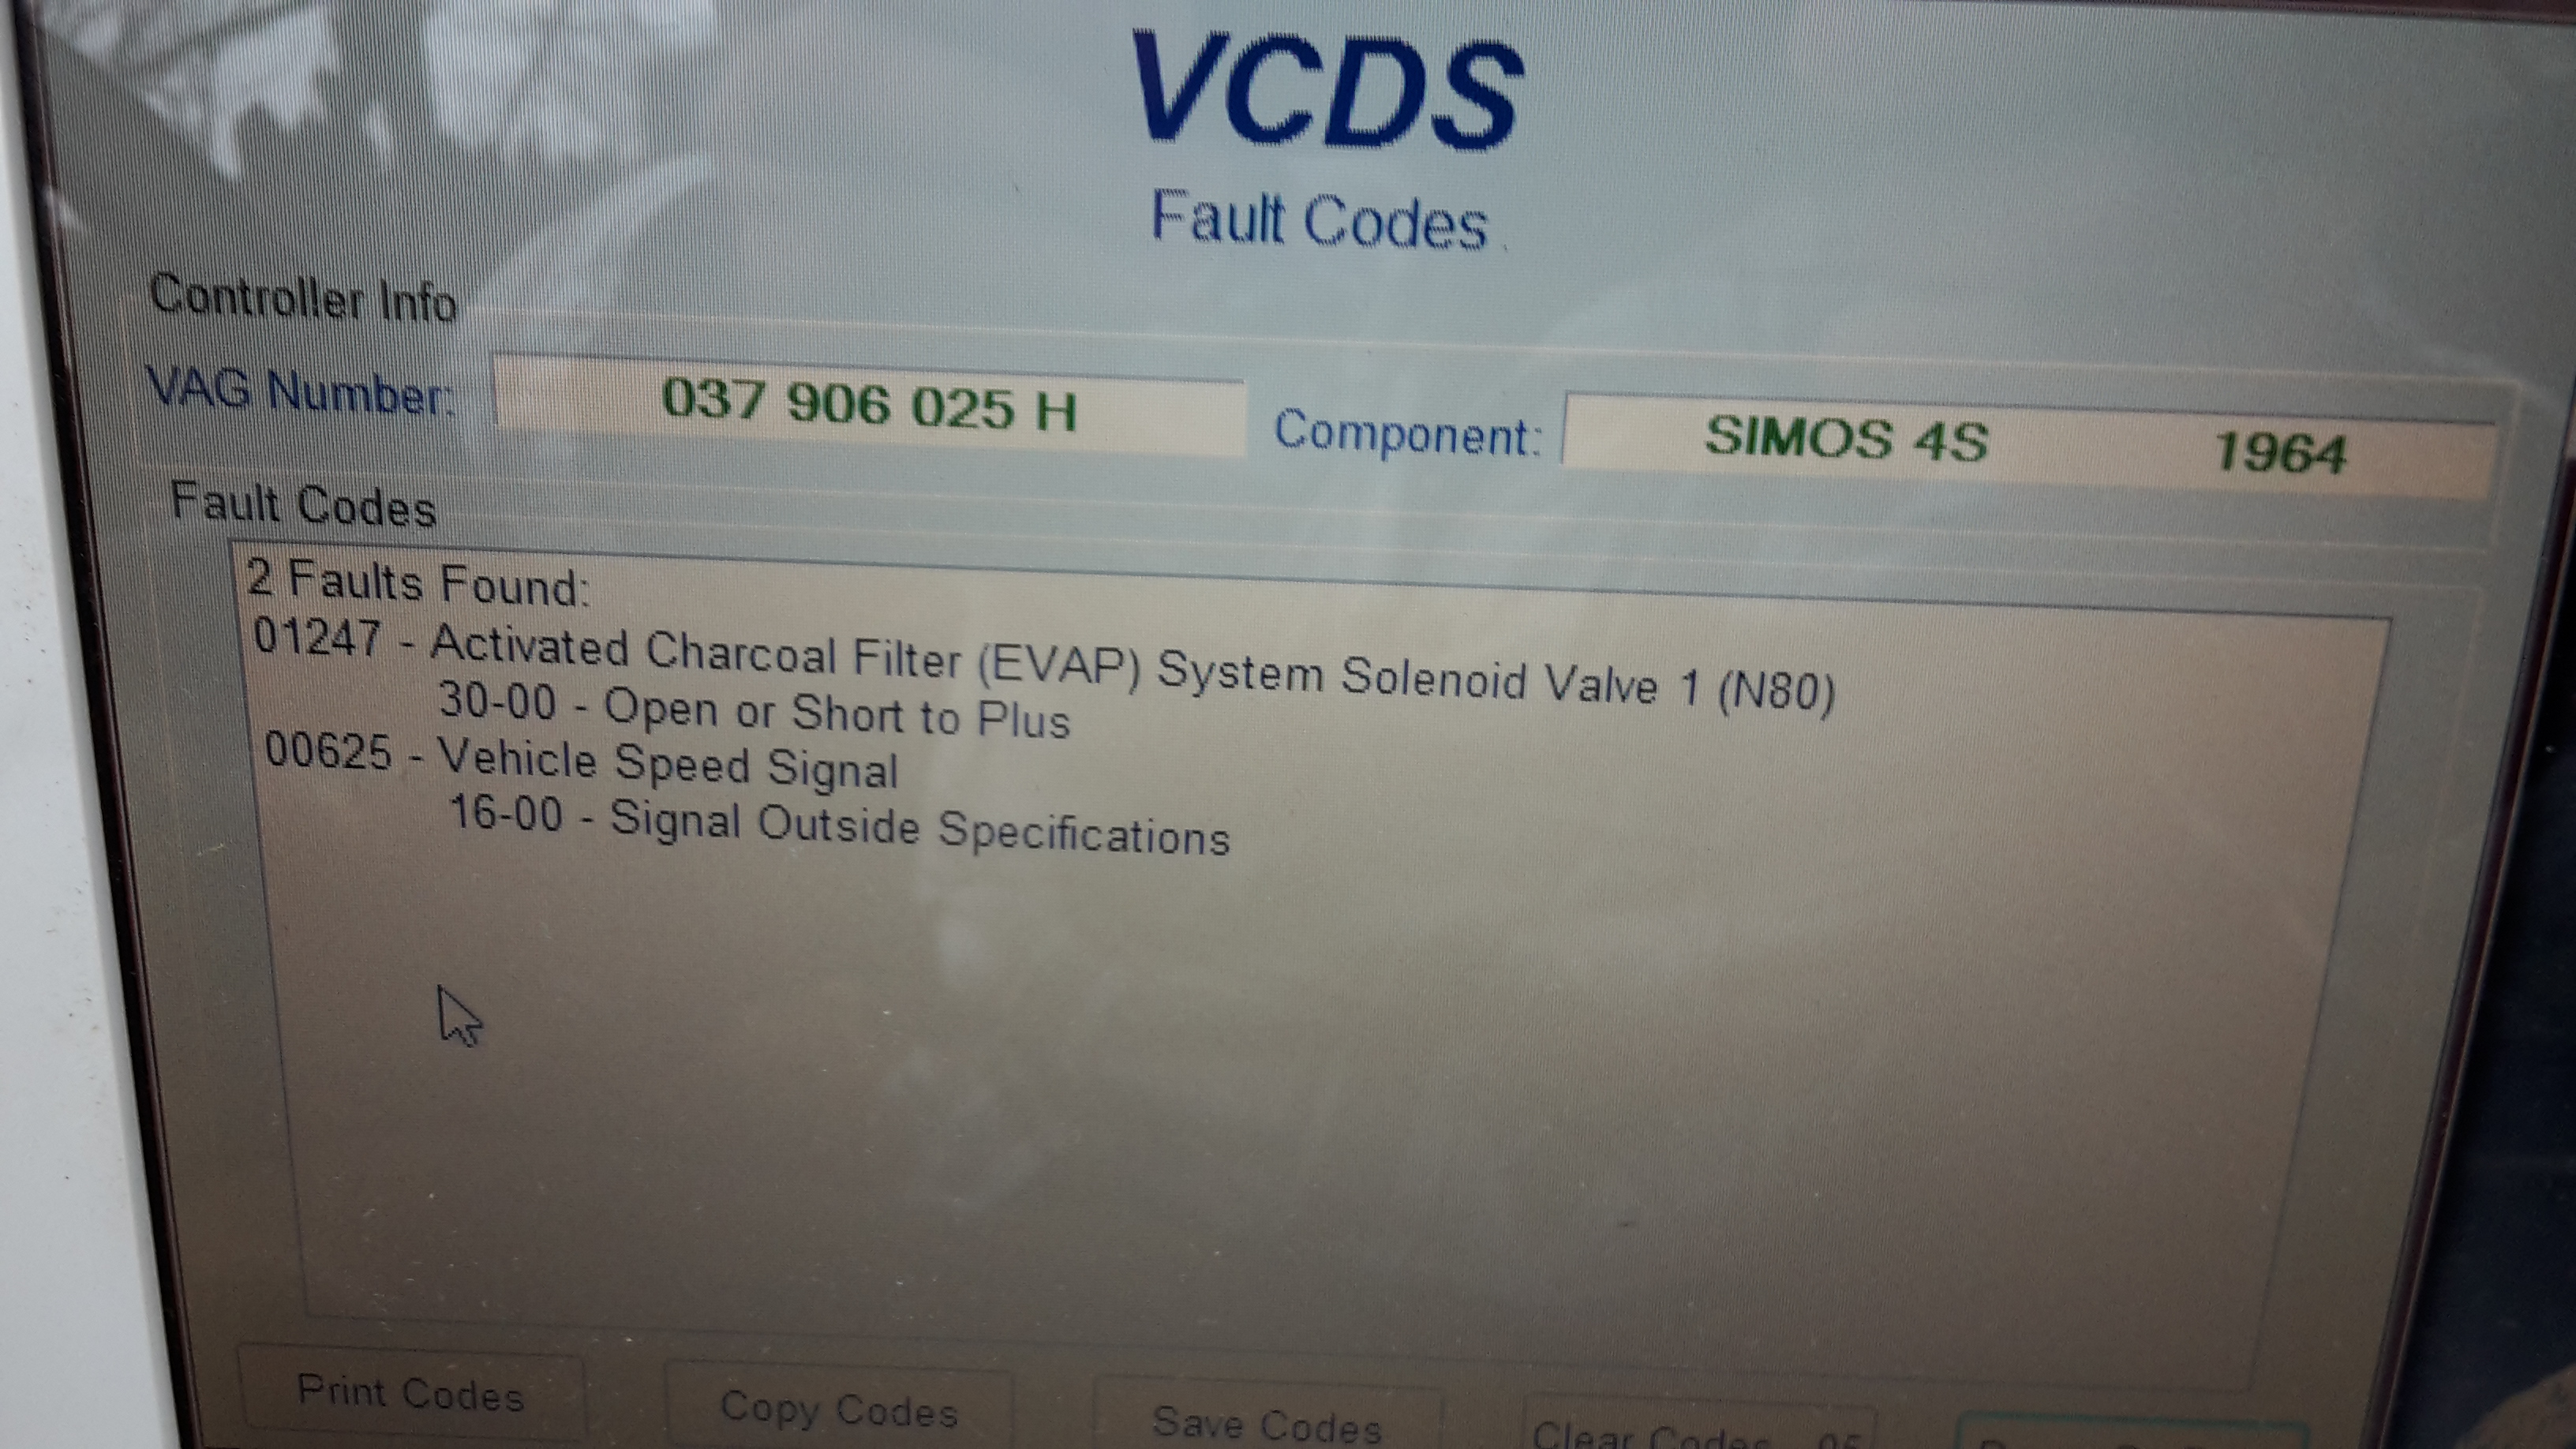 VCDS
Fault Codes
Controller Info
VAG Number: 037 906 025 H Component: SIMOS 4S 1964
Fault Codes
2 Faults Found:
01247 - Activated Charcoal Filter (EVAP) System Solenoid Valve 1 (N80)
30-00 - Open or Short to Plus
00625 - Vehicle Speed Signal
16-00 - Signal Outside Specifications
Print Codes Copy Codes Save Codes Clear Codes